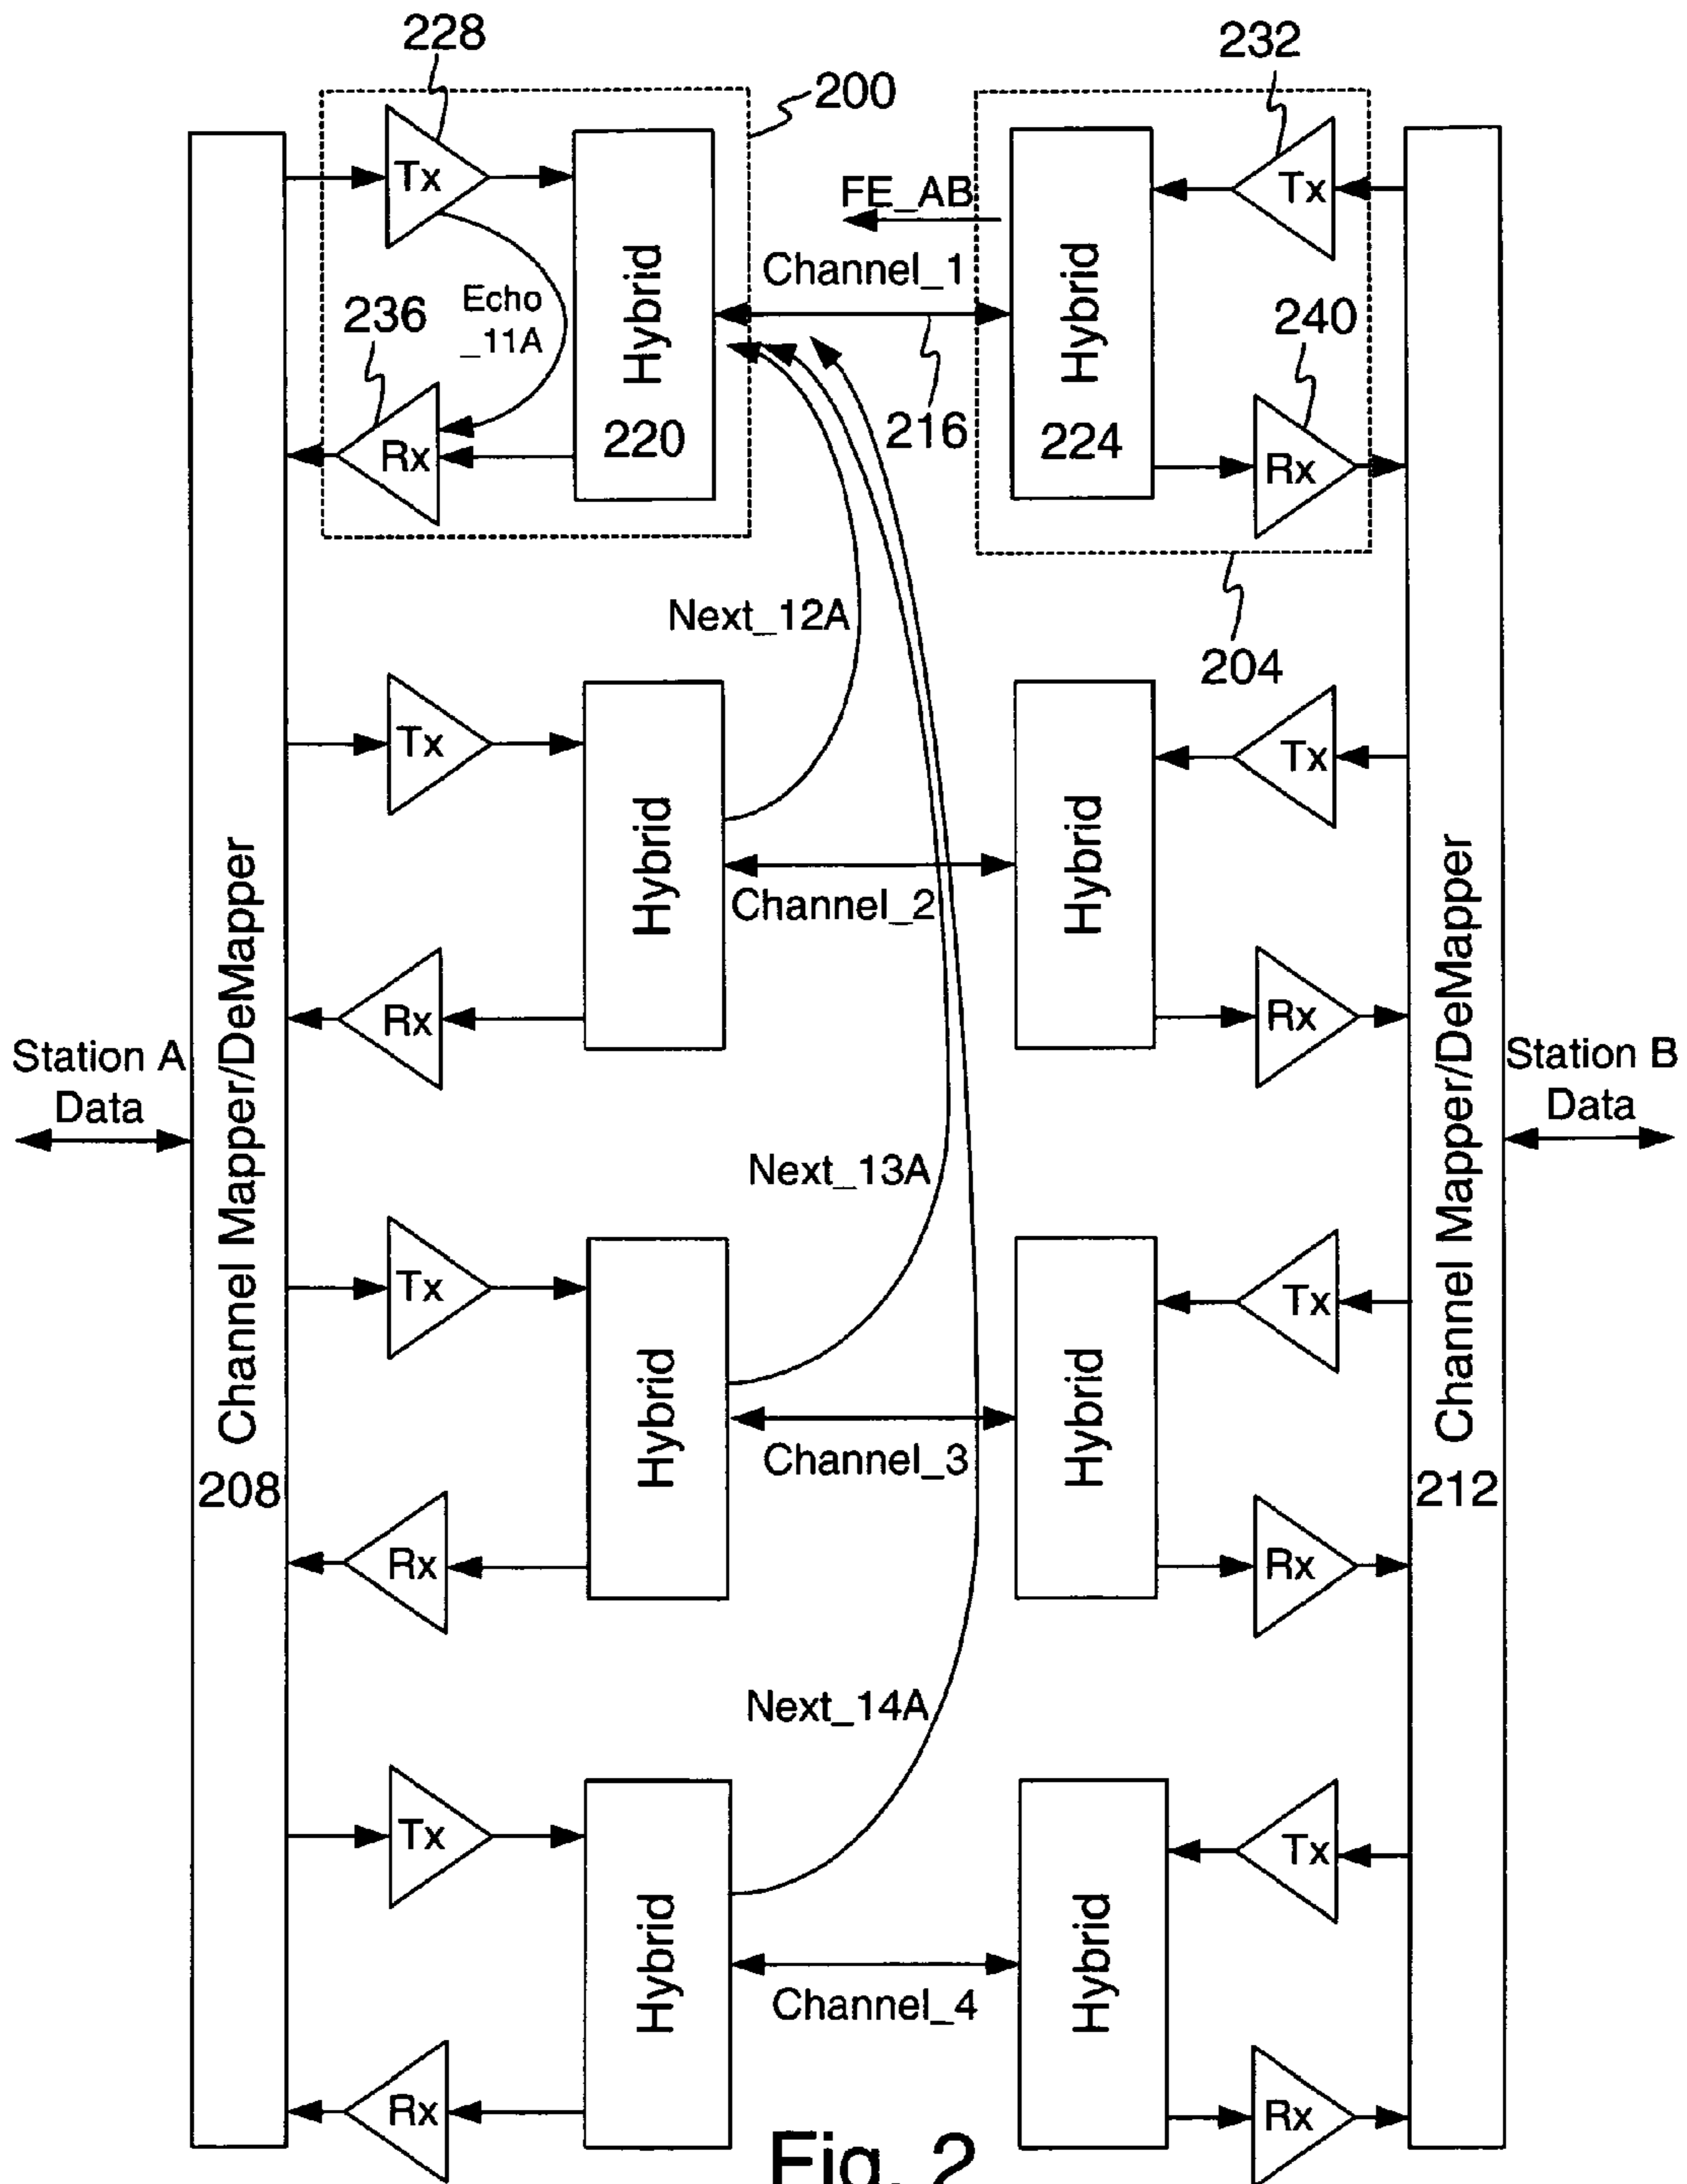 228
232
200
Tx
Tx
FE_AB
Hybrid
Hybrid
Channel_1
Echo
_11A
236
240
216
220
224
Rx
Rx
Next_12A
204
Tx
Tx
Hybrid
Hybrid
Channel_2
Rx
Rx
Station A
Data
Channel Mapper/DeMapper
208
Channel Mapper/DeMapper
212
Station B
Data
Next_13A
Tx
Tx
Hybrid
Hybrid
Channel_3
Rx
Rx
Next_14A
Tx
Tx
Hybrid
Hybrid
Channel_4
Rx
Rx
Fig. 2